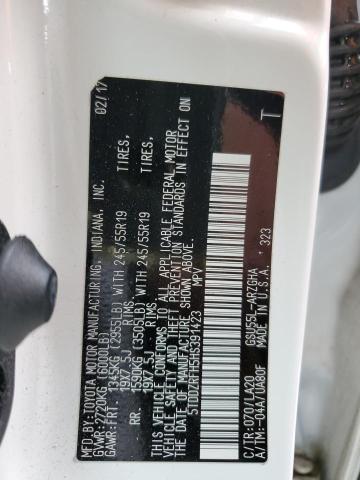 MFD. BY: TOYOTA MOTOR MANUFACTURING, INDIANA, INC. 02/17
GVWR: 2720KG (6000LB)
GAWR: FRT. 1345KG (2955LB) WITH 245/55R19 TIRES,
19X7.5J RIMS
RR. 1590KG (3505LB) WITH 245/55R19 TIRES,
19X7.5J RIMS
THIS VEHICLE CONFORMS TO ALL APPLICABLE FEDERAL MOTOR
VEHICLE SAFETY AND THEFT PREVENTION STANDARDS IN EFFECT ON
THE DATE OF MANUFACTURE SHOWN ABOVE.
5TDDZRFH5HS391423 MPV
C/TR: 070/LA20 GSU55L-ARZGHA
A/TM: -04A/UA80F MADE IN U.S.A. *323
T